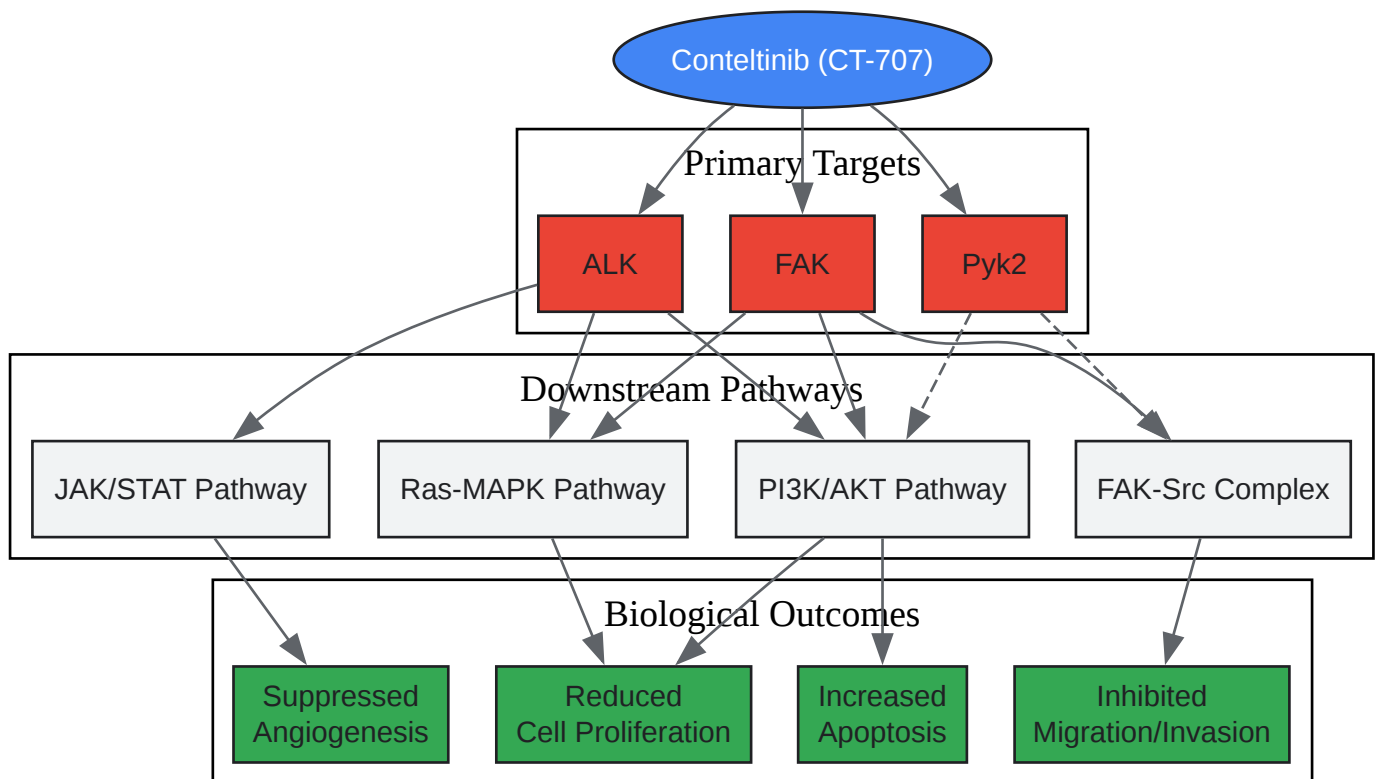 Conteltinib (CT-707)
Primary Targets
ALK
FAK
Pyk2
Downstream Pathways
JAK/STAT Pathway
Ras-MAPK Pathway
PI3K/AKT Pathway
FAK-Src Complex
Biological Outcomes
Suppressed
Angiogenesis
Reduced
Cell Proliferation
Increased
Apoptosis
Inhibited
Migration/Invasion